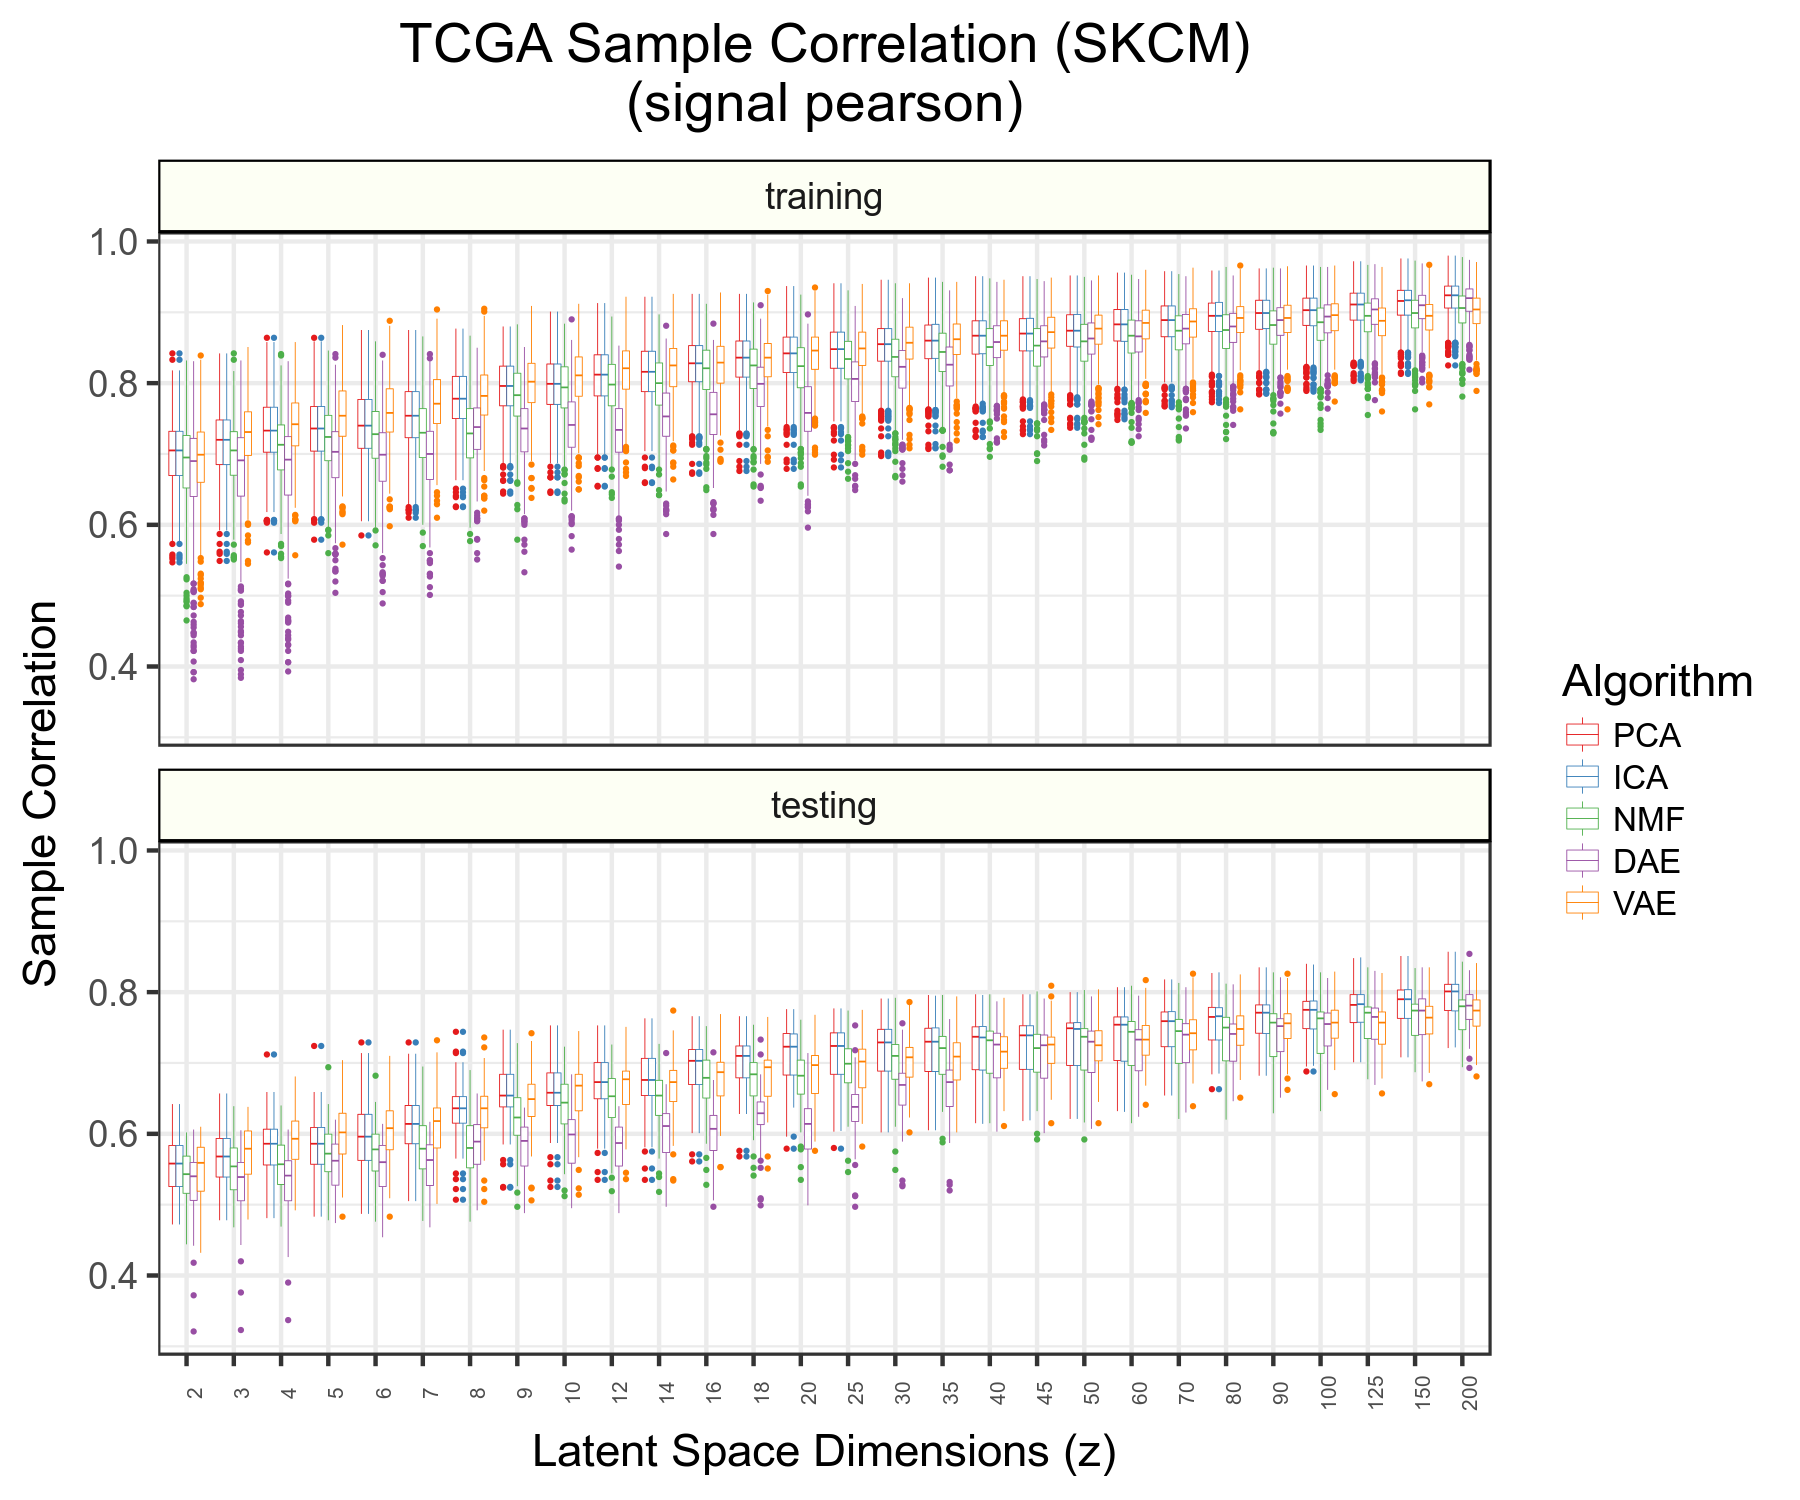 TCGA Sample Correlation (SKCM)
(signal pearson)
training
1.0
0.8
0.6
0.4
testing
1.0
0.8
0.6
0.4
Sample Correlation
2 3 4 5 6 7 8 9 10 12 14 16 18 20 25 30 35 40 45 50 60 70 80 90 100 125 150 200
Latent Space Dimensions (z)
Algorithm
PCA
ICA
NMF
DAE
VAE